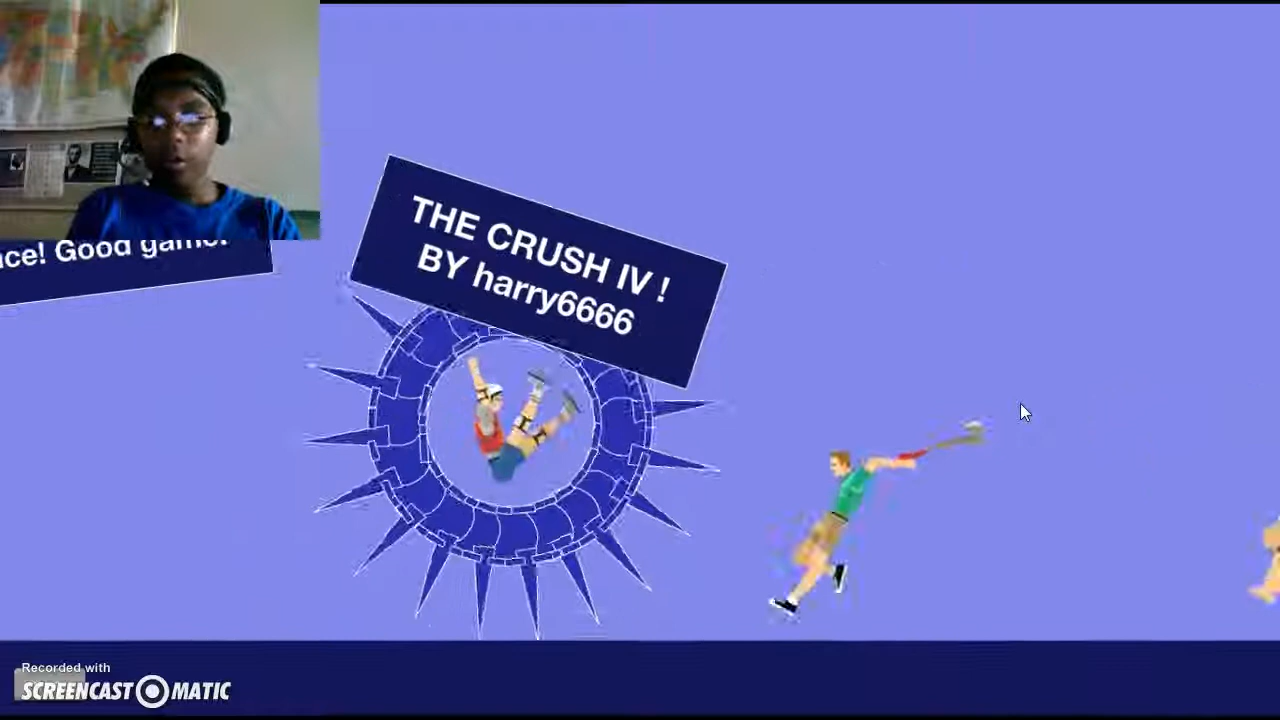 THE CRUSH IV !
BY harry6666
ce! Good game!
Recorded with
SCREENCAST MATIC